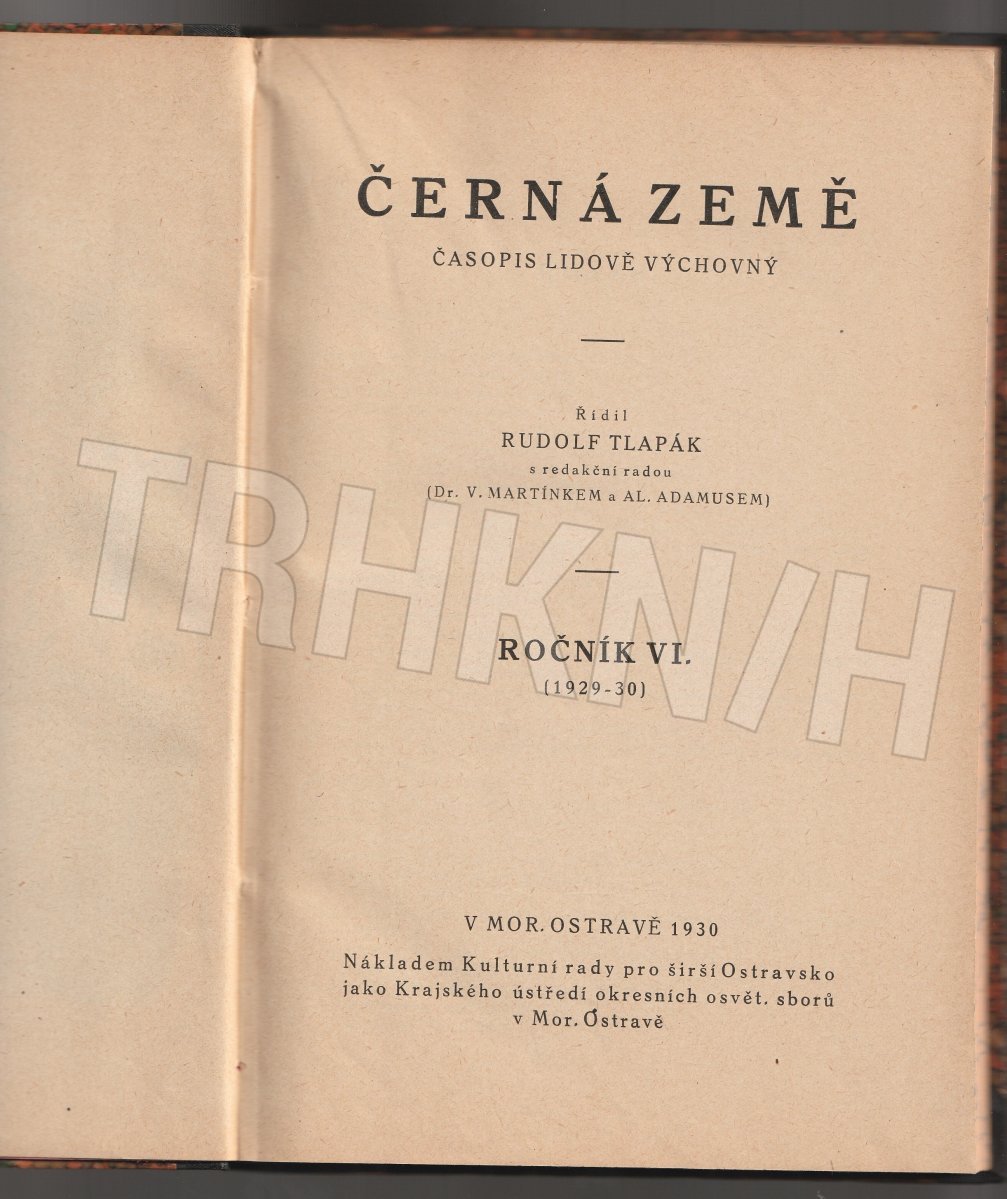 ČERNÁ ZEMĚ
ČASOPIS LIDOVĚ VÝCHOVNÝ
Řídil
RUDOLF TLAPÁK
s redakční radou
(Dr. V. MARTÍNKEM a AL. ADAMUSEM)
TRHKN/H
ROČNÍK VI.
(1929-30)
V MOR. OSTRAVĚ 1930
Nákladem Kulturní rady pro širší Ostravsko
jako Krajského ústředí okresních osvět. sborů
v Mor. Ostravě